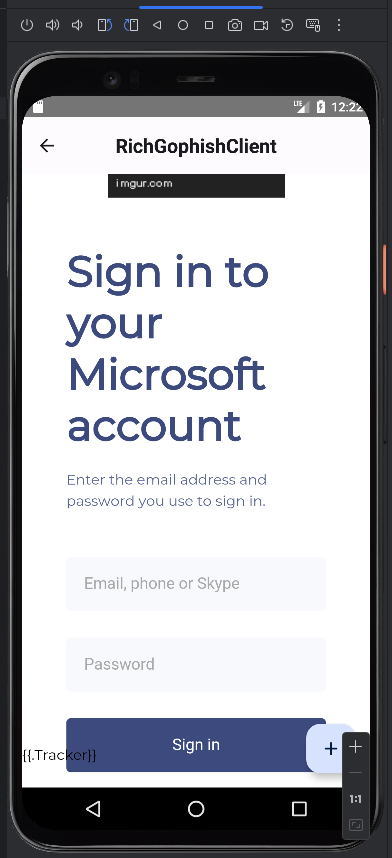 LTE 12:22
RichGophishClient
imgur.com
Sign in to
your
Microsoft
account
Enter the email address and
password you use to sign in.
Email, phone or Skype
Password
Sign in
{{.Tracker}}
1:1